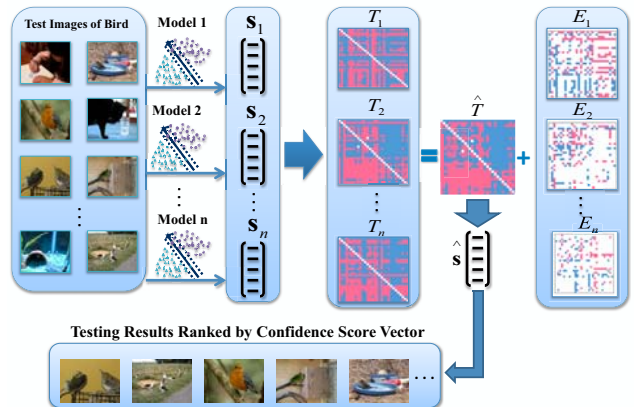 Test Images of Bird
Model 1
Model 2
Model n
s1
s2
sn
T1
T2
Tn
^
T
=
+
E1
E2
En
^
s
Testing Results Ranked by Confidence Score Vector